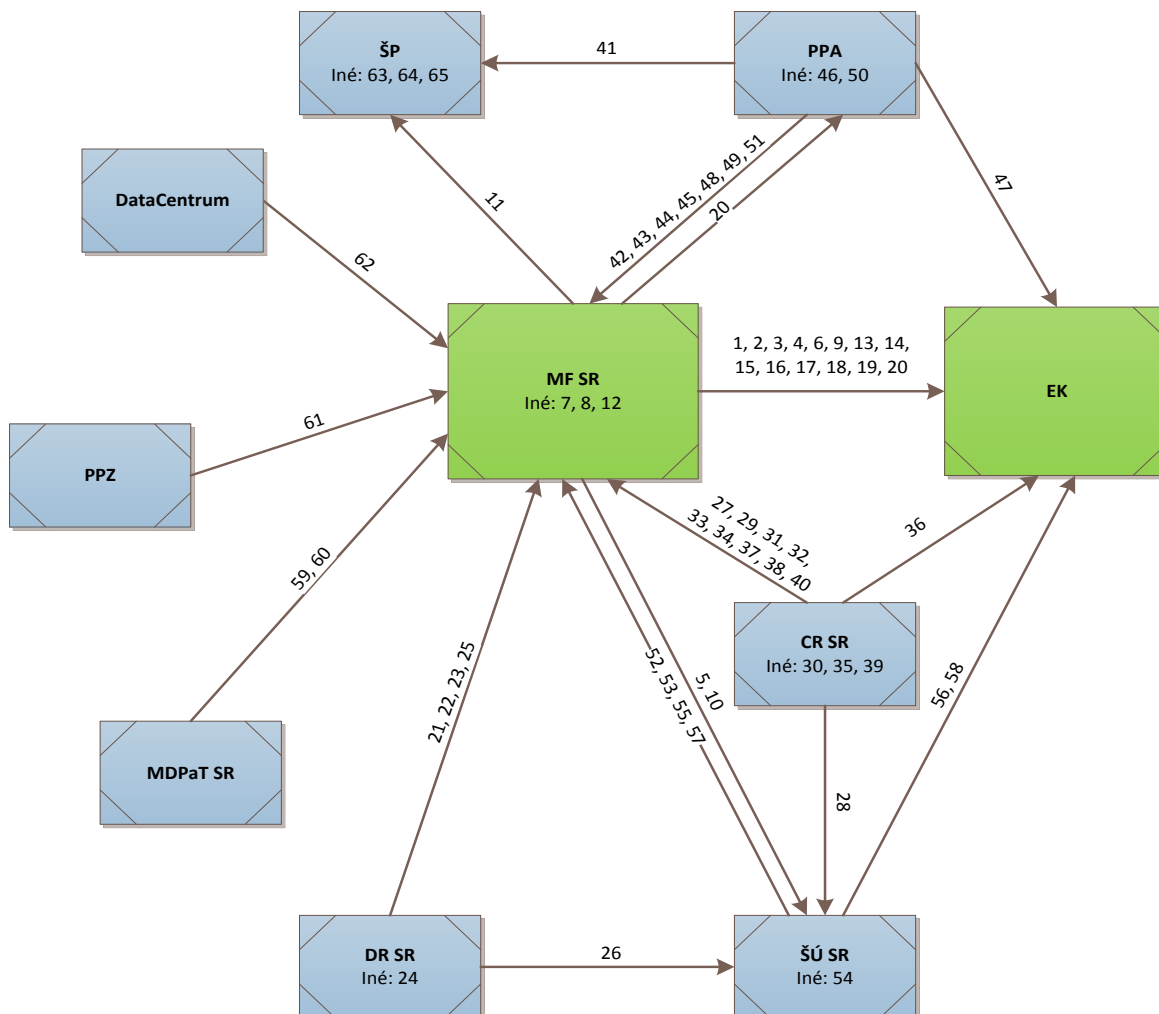 ŠP
Iné: 63, 64, 65
41
PPA
Iné: 46, 50
DataCentrum
11
42, 43, 44, 45, 48, 49, 51
20
47
62
MF SR
Iné: 7, 8, 12
1, 2, 3, 4, 6, 9, 13, 14,
15, 16, 17, 18, 19, 20
EK
61
PPZ
59, 60
27, 29, 31, 32,
33, 34, 37, 38, 40
36
CR SR
Iné: 30, 35, 39
21, 22, 23, 25
52, 53, 55, 57
5, 10
56, 58
MDPaT SR
28
DR SR
Iné: 24
26
ŠÚ SR
Iné: 54